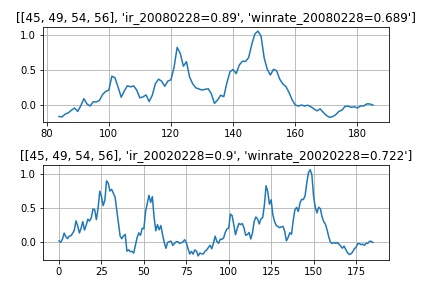 [[45, 49, 54, 56], 'ir_20080228=0.89', 'winrate_20080228=0.689']
1.0
0.5
0.0
80 100 120 140 160 180
[[45, 49, 54, 56], 'ir_20020228=0.9', 'winrate_20020228=0.722']
1.0
0.5
0.0
0 25 50 75 100 125 150 175